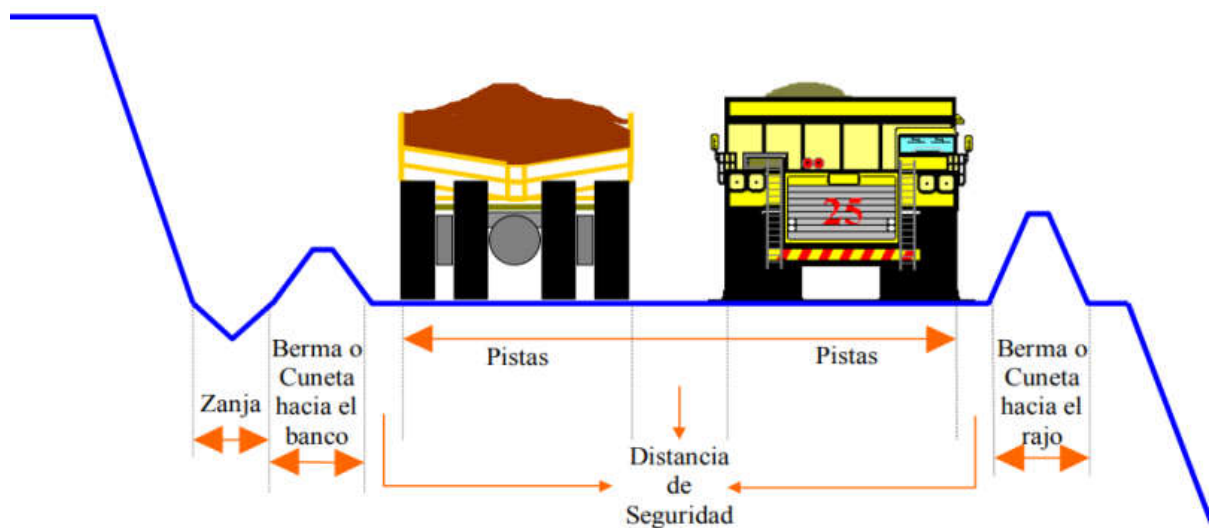 25
Pistas
Pistas
Zanja
Berma o
Cuneta
hacia el
banco
Berma o
Cuneta
hacia el
rajo
Distancia
de
Seguridad